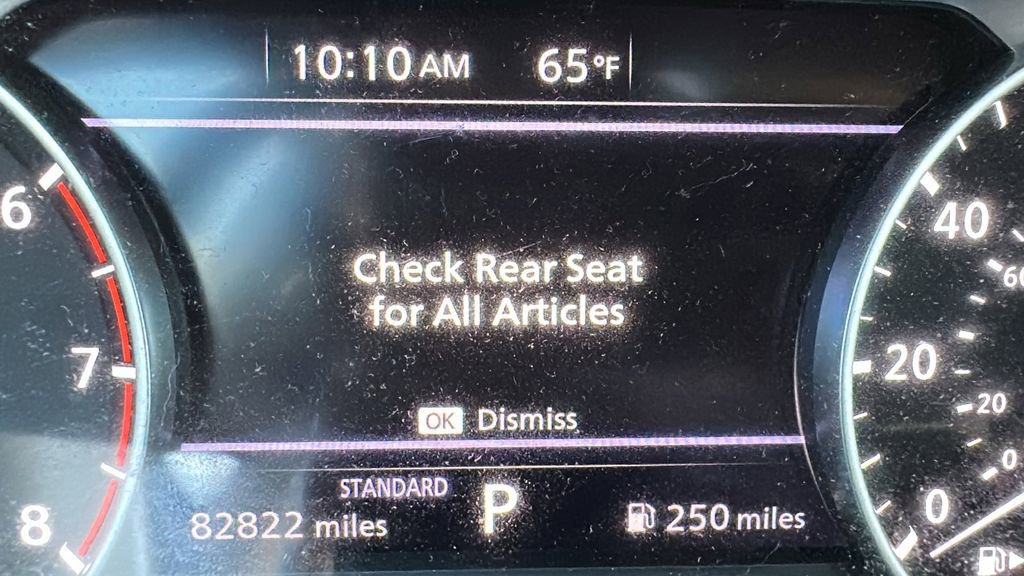 10:10 AM 65°F
Check Rear Seat
for All Articles
OK Dismiss
STANDARD
P
82822 miles
250 miles
6
7
8
40
20
0
60
20
0